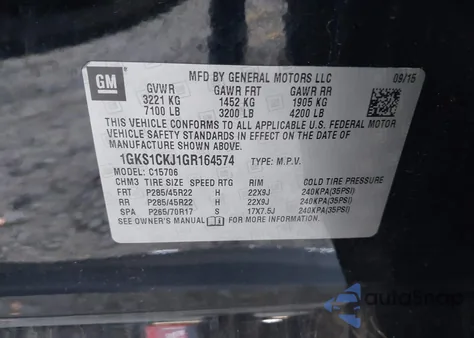 GM
MFD BY GENERAL MOTORS LLC 09/15
GVWR GAWR FRT GAWR RR
3221 KG 1452 KG 1905 KG
7100 LB 3200 LB 4200 LB
THIS VEHICLE CONFORMS TO ALL APPLICABLE U.S. FEDERAL MOTOR
VEHICLE SAFETY STANDARDS IN EFFECT ON THE DATE OF
MANUFACTURE SHOWN ABOVE.
1GKS1CKJ1GR164574 TYPE: M.P.V.
MODEL: C15706
CHM3 TIRE SIZE SPEED RTG RIM COLD TIRE PRESSURE
FRT P285/45R22 H 22X9J 240KPA(35PSI)
RR P285/45R22 H 22X9J 240KPA(35PSI)
SPA P265/70R17 S 17X7.5J 240KPA(35PSI)
SEE OWNER'S MANUAL FOR MORE INFORMATION.
AutoSnap